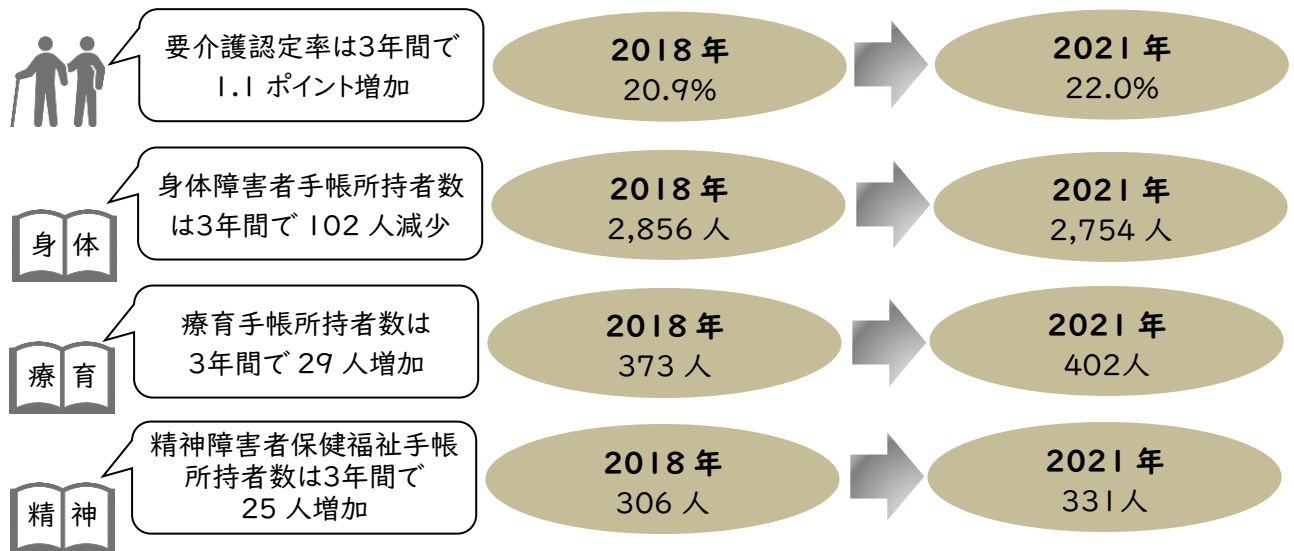 要介護認定率は3年間で
1.1 ポイント増加
2018 年
20.9%
2021 年
22.0%
身体
身体障害者手帳所持者数
は3年間で 102 人減少
2018 年
2,856 人
2021 年
2,754 人
療育
療育手帳所持者数は
3年間で 29 人増加
2018 年
373 人
2021 年
402人
精神
精神障害者保健福祉手帳
所持者数は3年間で
25 人増加
2018 年
306 人
2021 年
331人